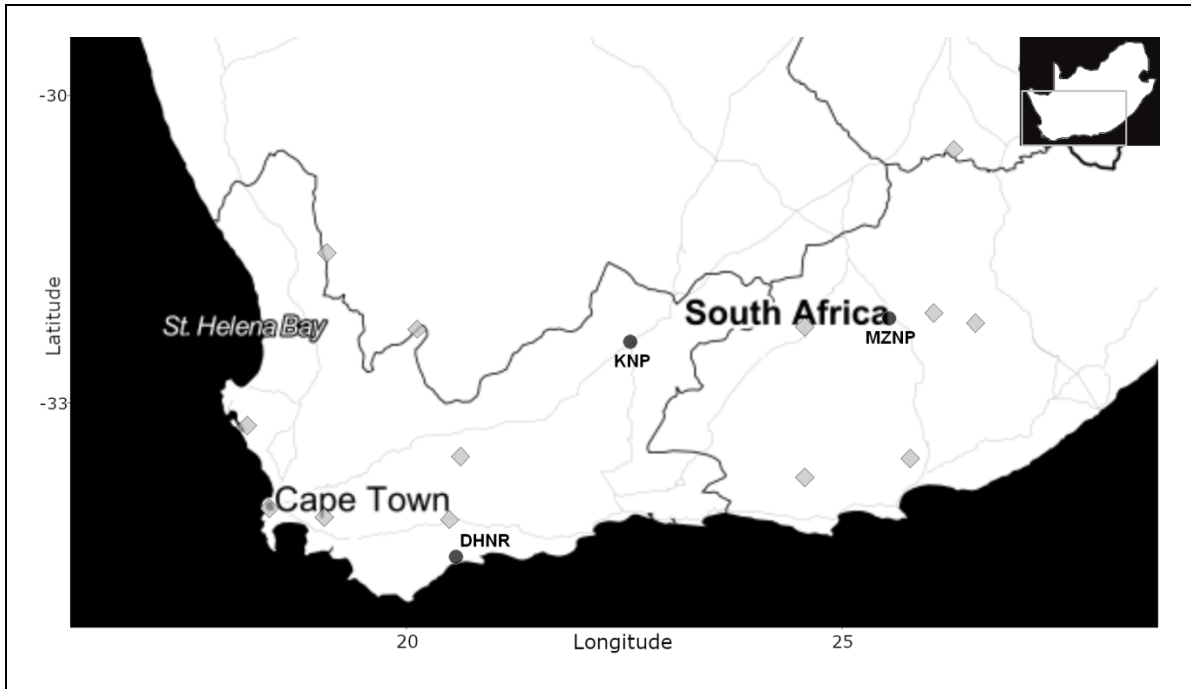 -30
South Africa
St. Helena Bay
MZNP
KNP
Latitude
-33
Cape Town
DHNR
20
25
Longitude